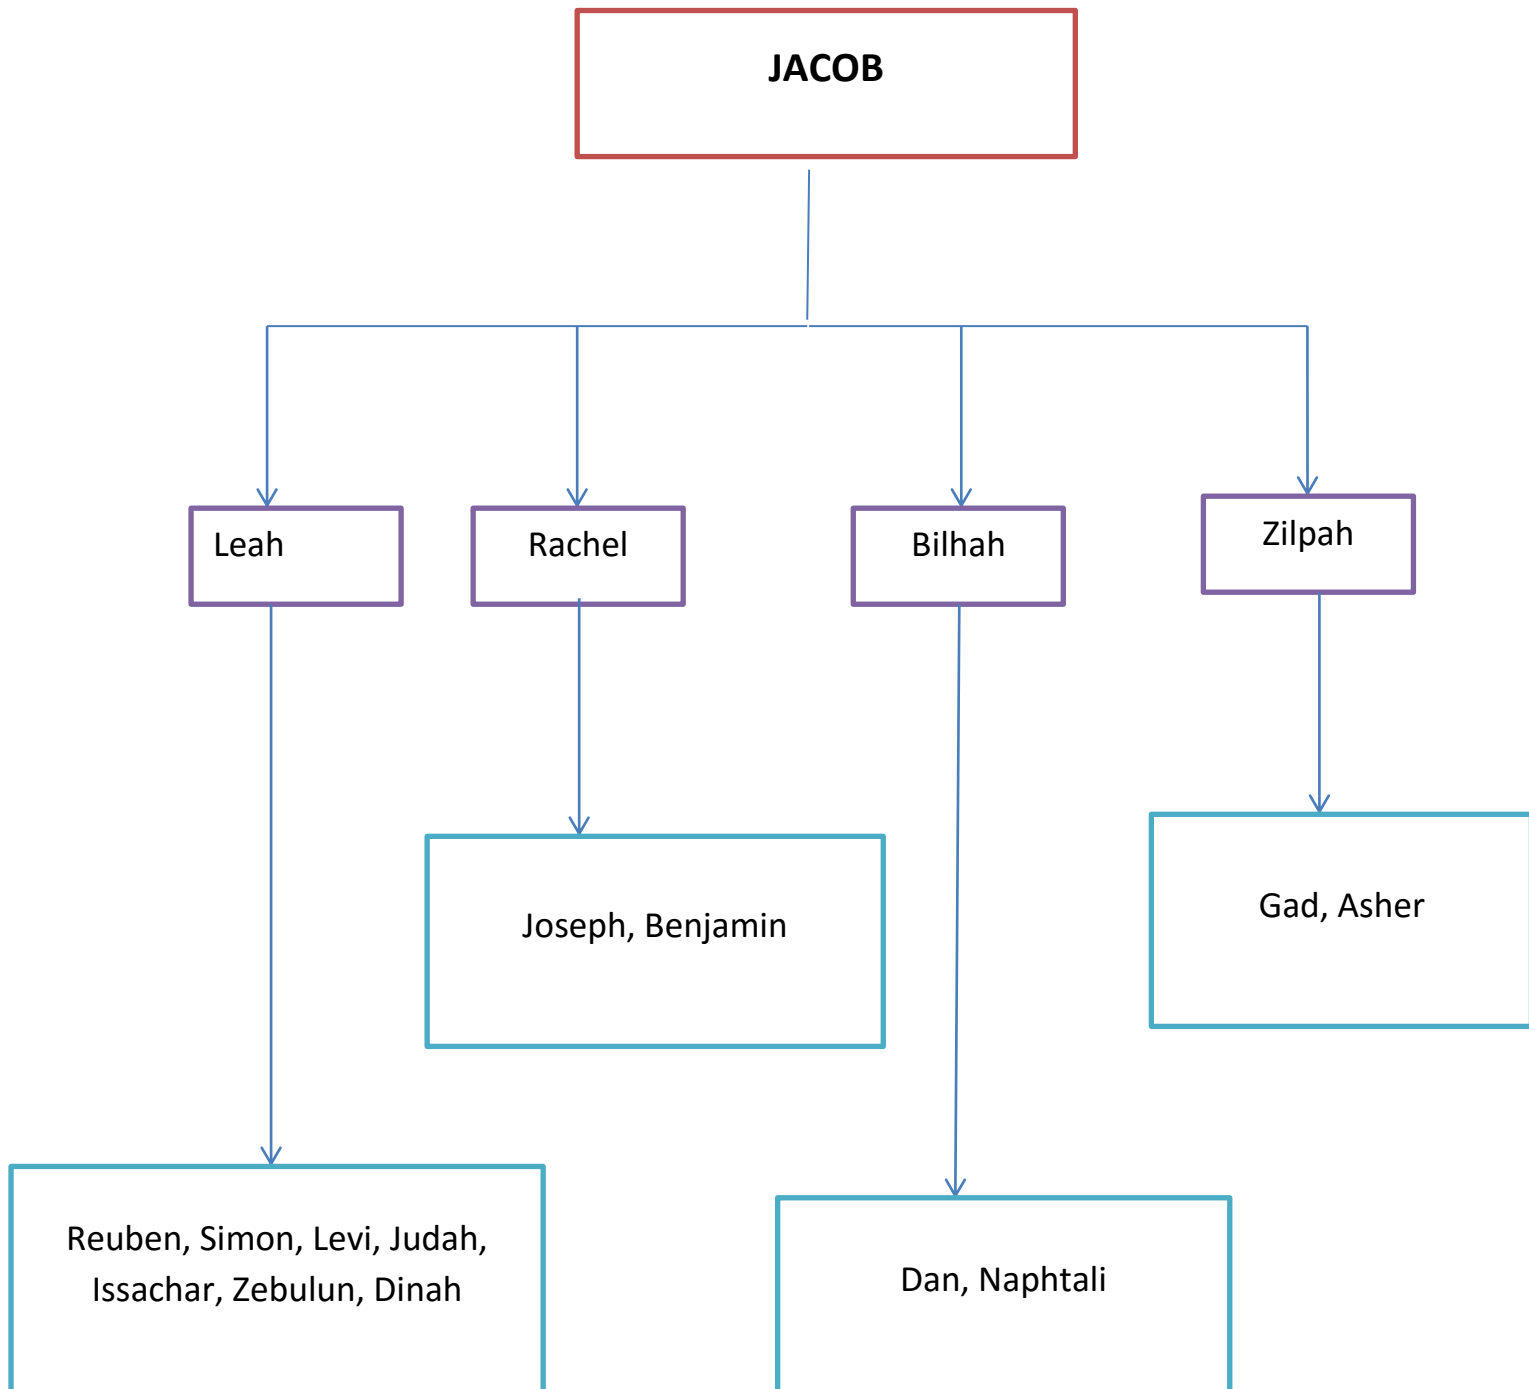 JACOB
Leah
Rachel
Bilhah
Zilpah
Joseph, Benjamin
Gad, Asher
Reuben, Simon, Levi, Judah,
Issachar, Zebulun, Dinah
Dan, Naphtali